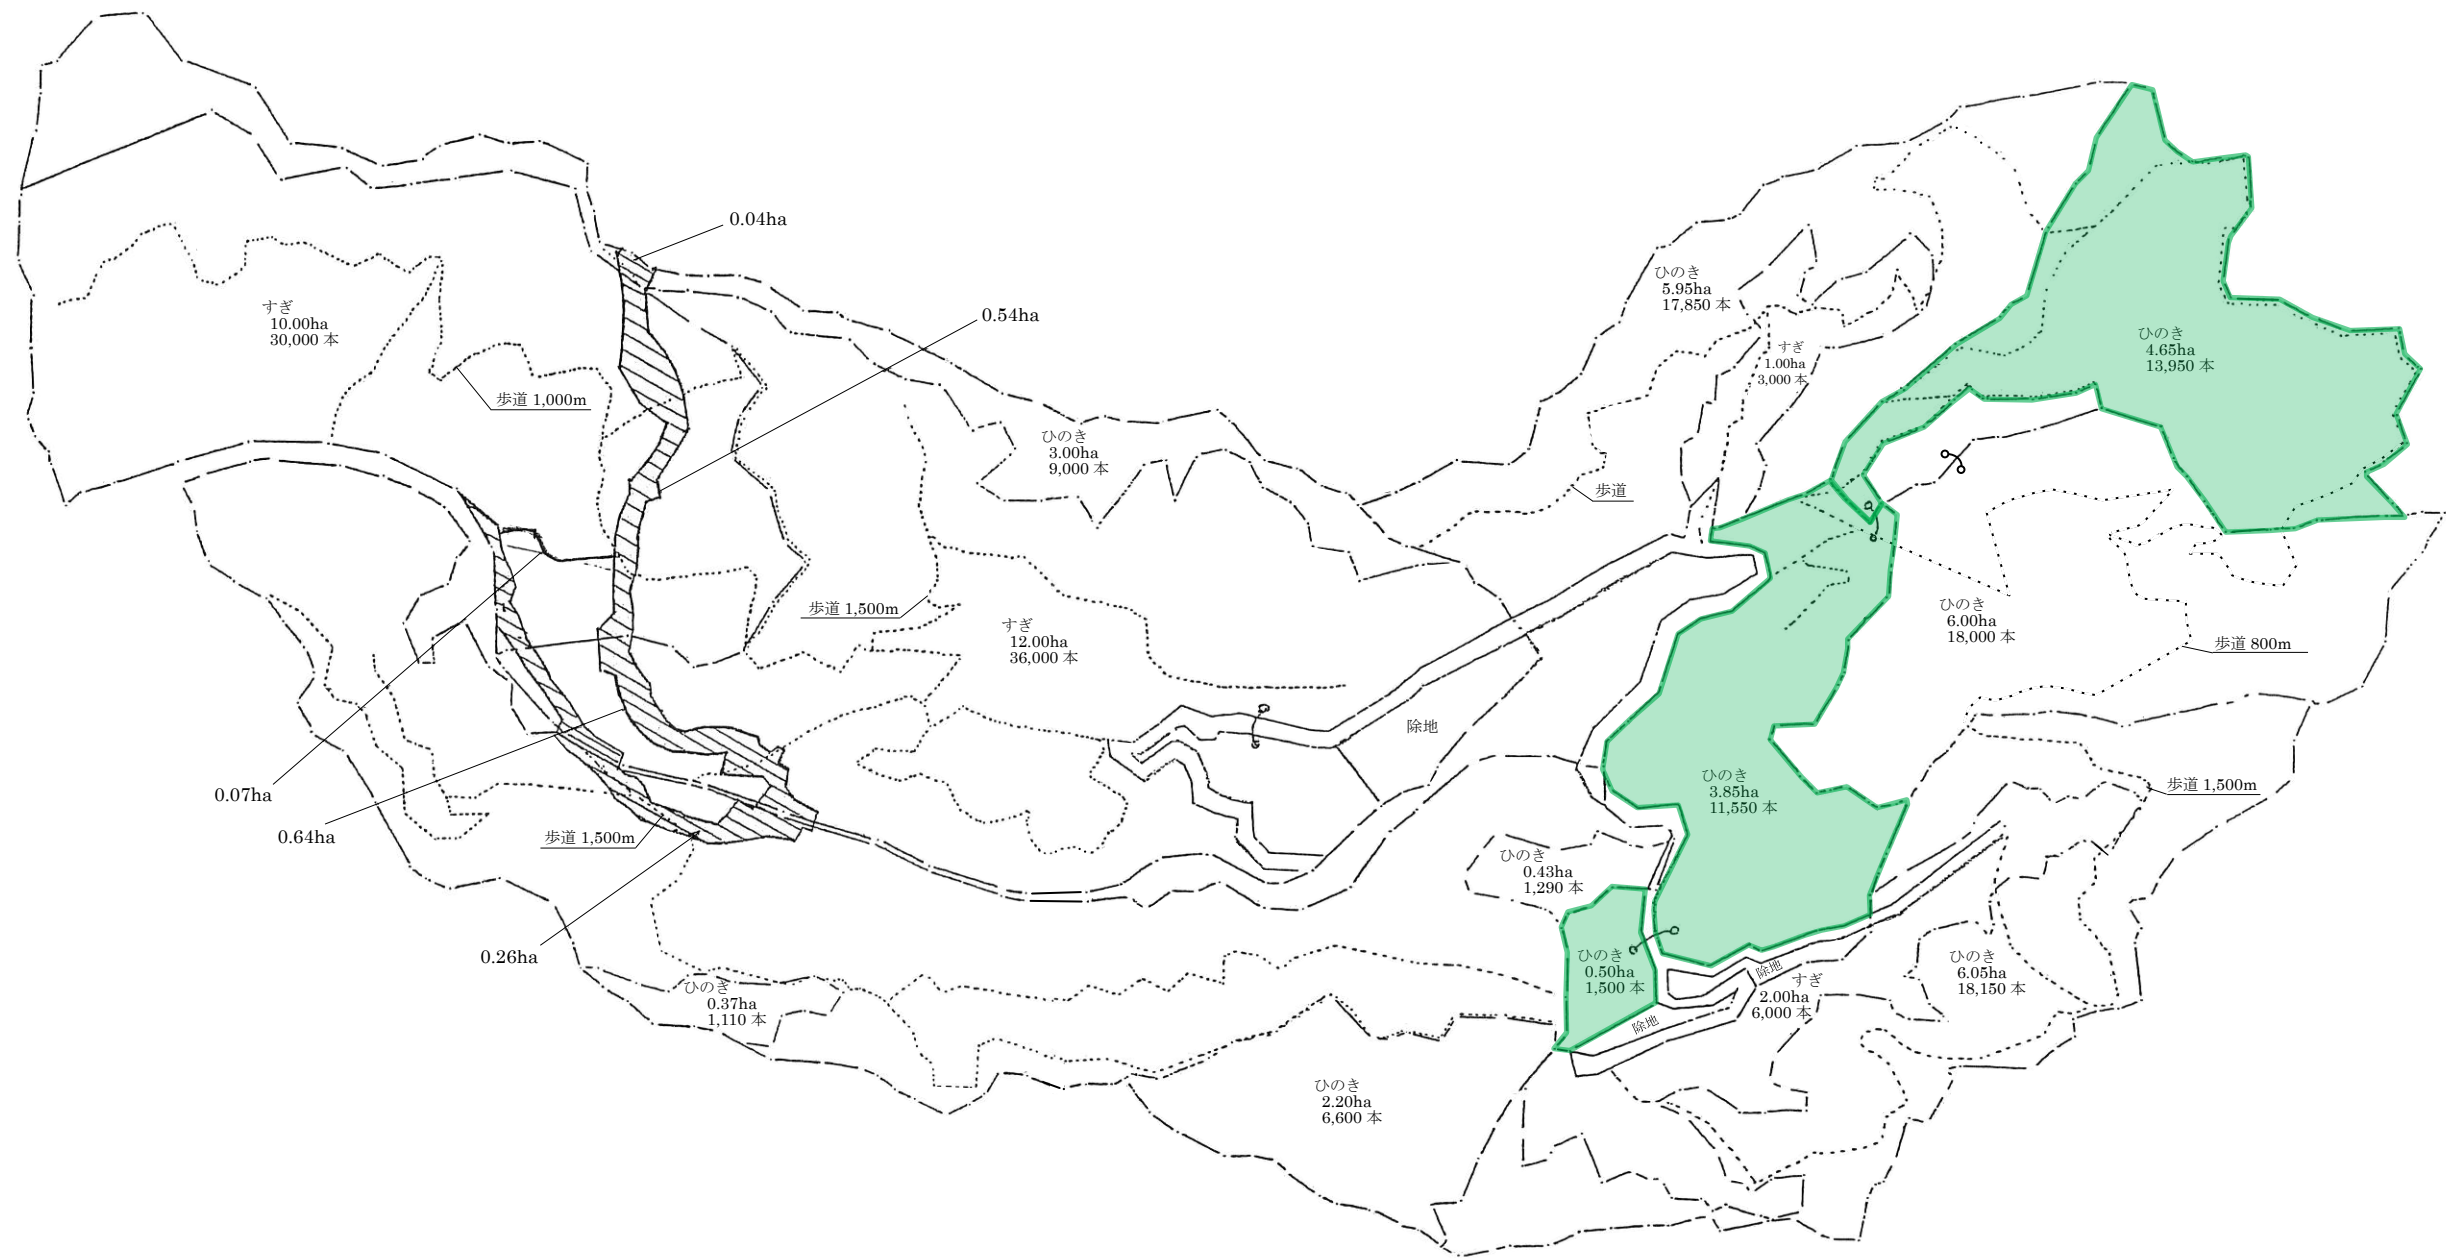 0.04ha
ひのき
5.95ha
17,850 本
すぎ
10.00ha
30,000 本
0.54ha
ひのき
4.65ha
13,950 本
すぎ
1.00ha
3,000 本
歩道 1,000m
ひのき
3.00ha
9,000 本
歩道
歩道 1,500m
すぎ
12.00ha
36,000 本
ひのき
6.00ha
18,000 本
歩道 800m
除地
0.07ha
ひのき
3.85ha
11,550 本
歩道 1,500m
0.64ha
歩道 1,500m
ひのき
0.43ha
1,290 本
0.26ha
ひのき
0.50ha
1,500 本
除地
すぎ
2.00ha
6,000 本
ひのき
6.05ha
18,150 本
ひのき
0.37ha
1,110 本
除地
ひのき
2.20ha
6,600 本